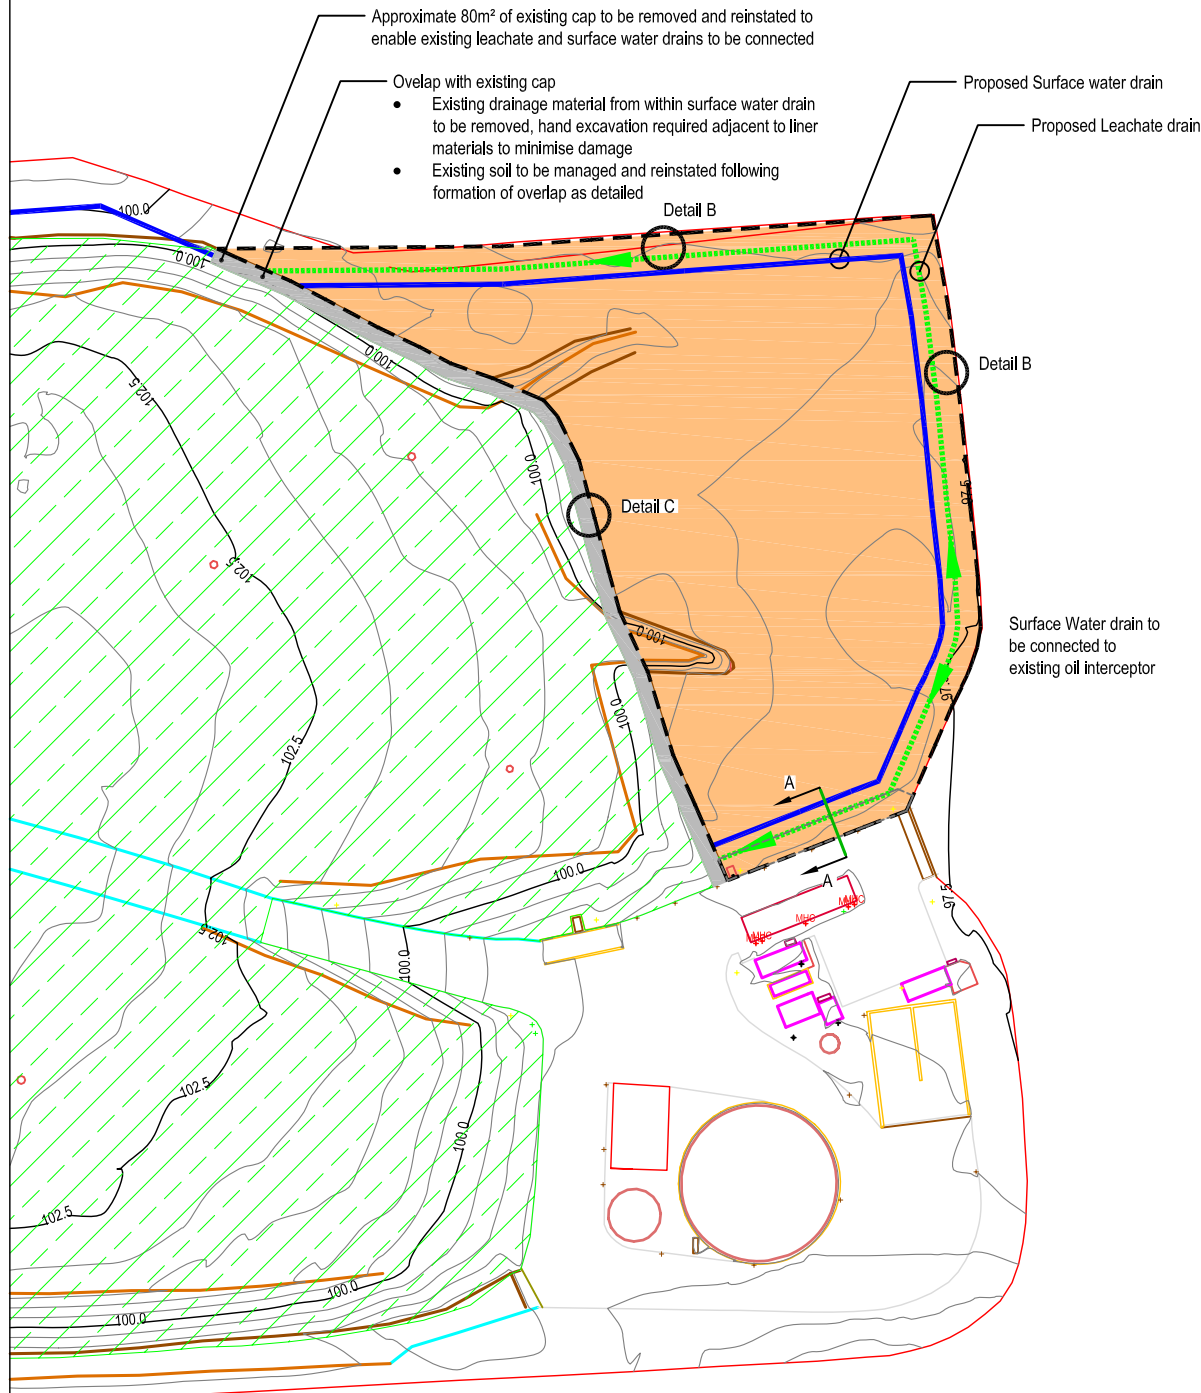 Approximate 80m² of existing cap to be removed and reinstated to
enable existing leachate and surface water drains to be connected
Overlap with existing cap
• Existing drainage material from within surface water drain
to be removed, hand excavation required adjacent to liner
materials to minimise damage
• Existing soil to be managed and reinstated following
formation of overlap as detailed
Proposed Surface water drain
Proposed Leachate drain
Detail B
100.0
100.0
100.0
102.5
Detail B
97.5
100.0
Detail C
102.5
100.0
Surface Water drain to
be connected to
existing oil interceptor
97.
100.0
102.5
A
100.0
A
97.5
MHC
102.5
100.0
102.5
100.0
102.5
100.0
100.0